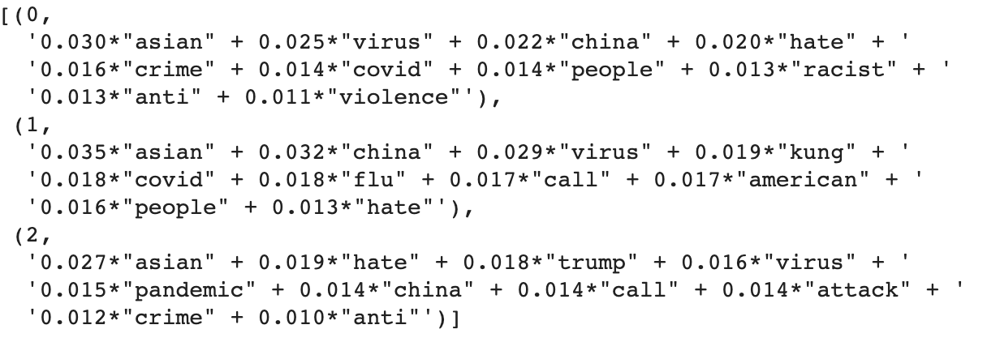 [(0,
'0.030*"asian" + 0.025*"virus" + 0.022*"china" + 0.020*"hate" + '
'0.016*"crime" + 0.014*"covid" + 0.014*"people" + 0.013*"racist" + '
'0.013*"anti" + 0.011*"violence"'),
(1,
'0.035*"asian" + 0.032*"china" + 0.029*"virus" + 0.019*"kung" + '
'0.018*"covid" + 0.018*"flu" + 0.017*"call" + 0.017*"american" + '
'0.016*"people" + 0.013*"hate"'),
(2,
'0.027*"asian" + 0.019*"hate" + 0.018*"trump" + 0.016*"virus" + '
'0.015*"pandemic" + 0.014*"china" + 0.014*"call" + 0.014*"attack" + '
'0.012*"crime" + 0.010*"anti"')]